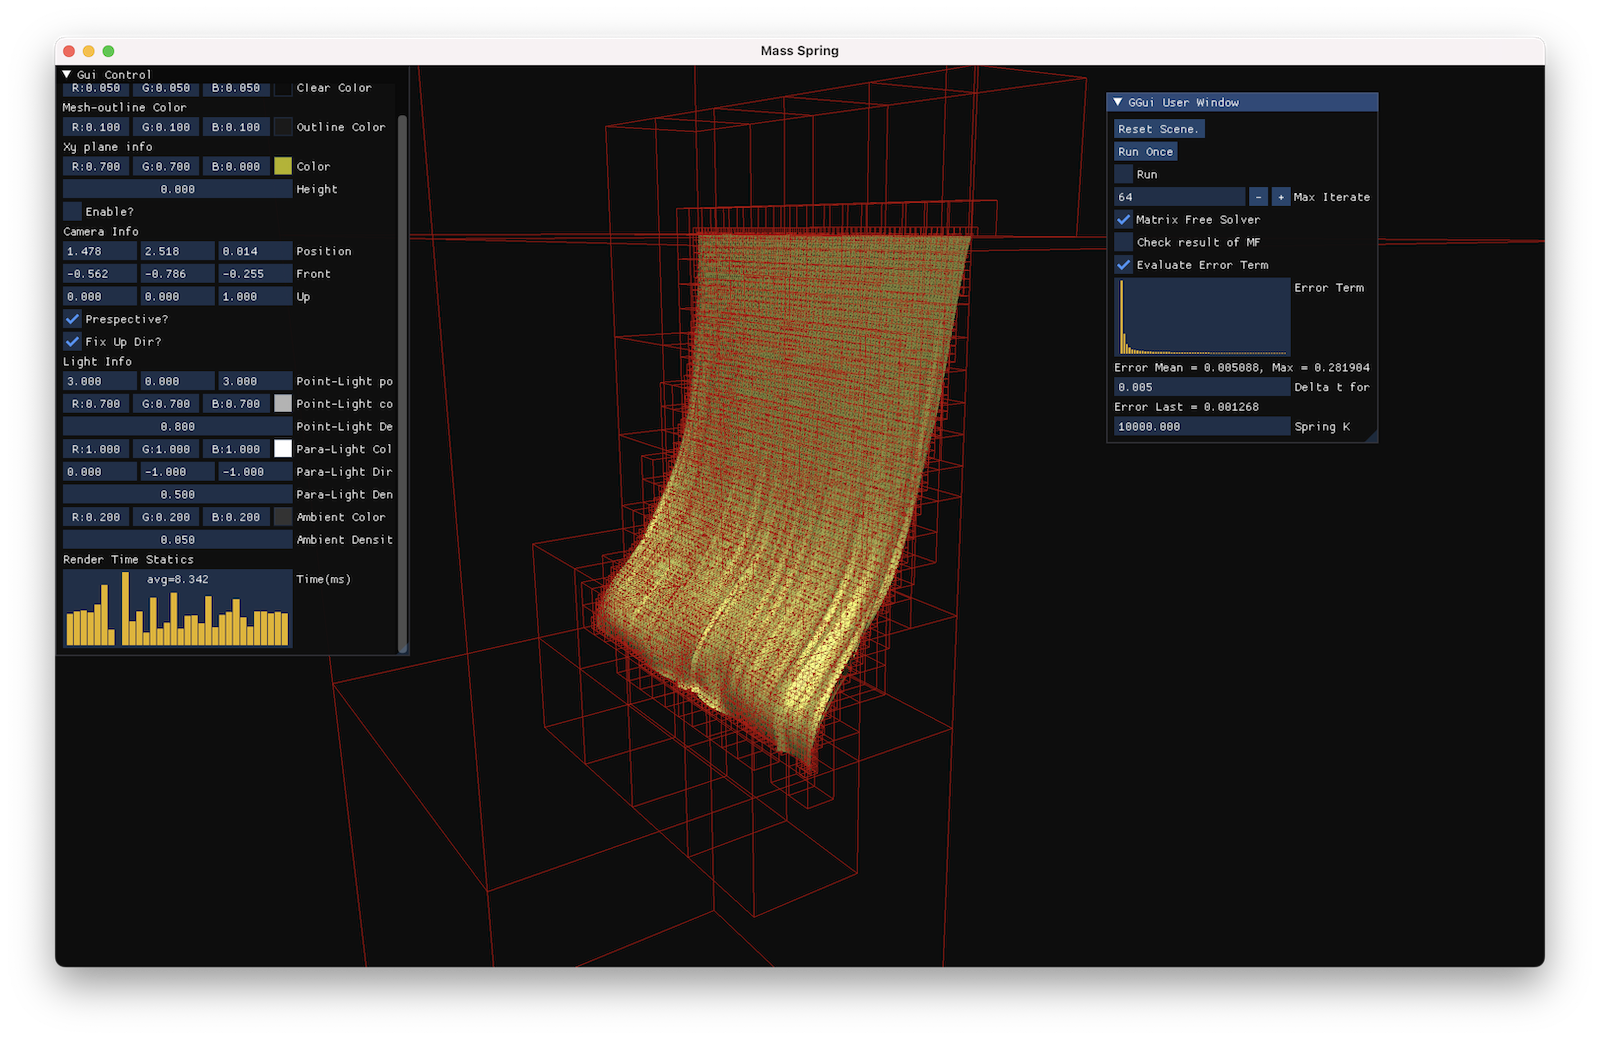 Mass Spring
Gui Control
R:0.050 G:0.050 B:0.050 Clear Color
Mesh-outline Color
R:0.100 G:0.100 B:0.100 Outline Color
Xy plane info
R:0.700 G:0.700 B:0.000 Color
0.000 Height
Enable?
Camera Info
1.478 2.518 0.814 Position
-0.562 -0.786 -0.255 Front
0.000 0.000 1.000 Up
Prespective?
Fix Up Dir?
Light Info
3.000 0.000 3.000 Point-Light po
R:0.700 G:0.700 B:0.700 Point-Light co
0.800 Point-Light De
R:1.000 G:1.000 B:1.000 Para-Light Col
0.000 -1.000 -1.000 Para-Light Dir
0.500 Para-Light Den
R:0.200 G:0.200 B:0.200 Ambient Color
0.050 Ambient Densit
Render Time Statics
avg=8.342 Time(ms)
GGui User Window
Reset Scene.
Run Once
Run
64 - + Max Iterate
Matrix Free Solver
Check result of MF
Evaluate Error Term
Error Term
Error Mean = 0.005088, Max = 0.281904
0.005 Delta t for
Error Last = 0.001268
10000.000 Spring K